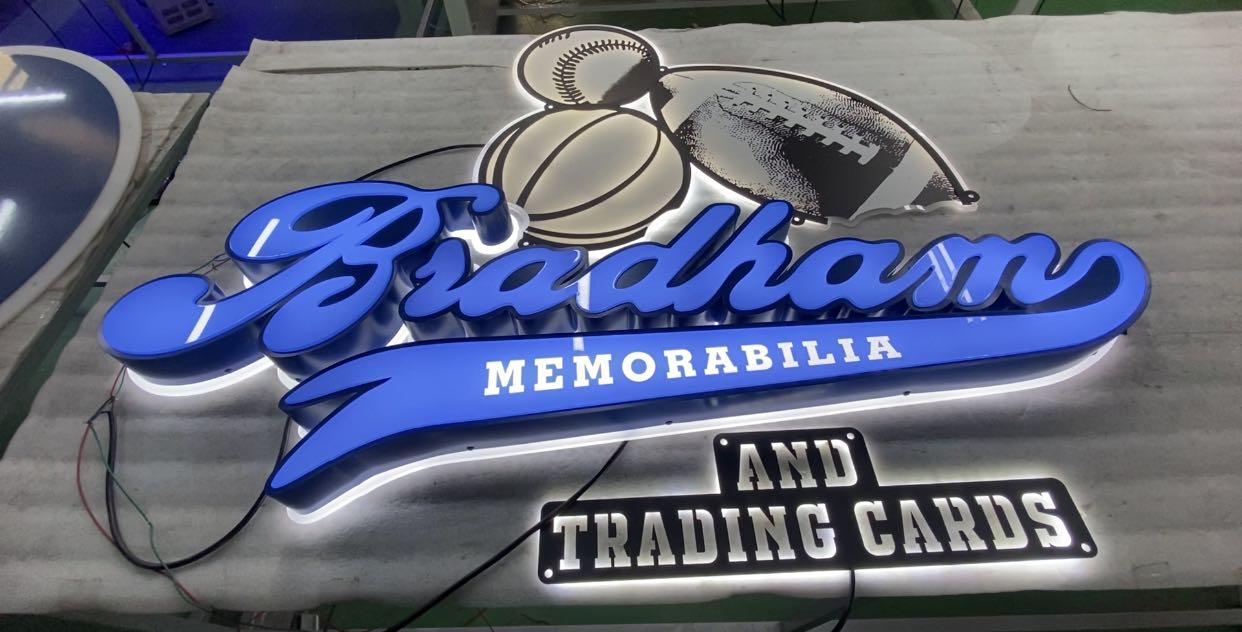 Bradham
MEMORABILIA
AND
TRADING CARDS